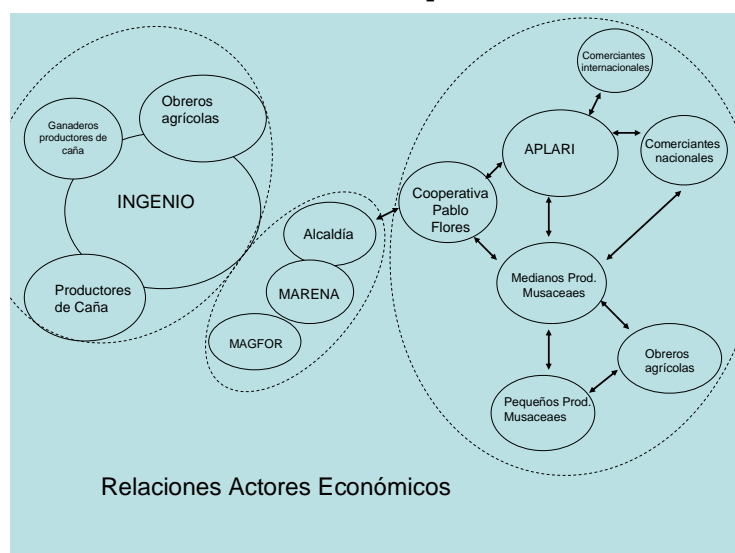 Comerciantes
internacionales
Obreros
agrícolas
Ganaderos
productores de
caña
APLARI
Comerciantes
nacionales
INGENIO
Cooperativa
Pablo
Flores
Alcaldía
Medianos Prod.
Musaceaes
Productores
de Caña
MARENA
MAGFOR
Obreros
agrícolas
Pequeños Prod.
Musaceaes
Relaciones Actores Económicos